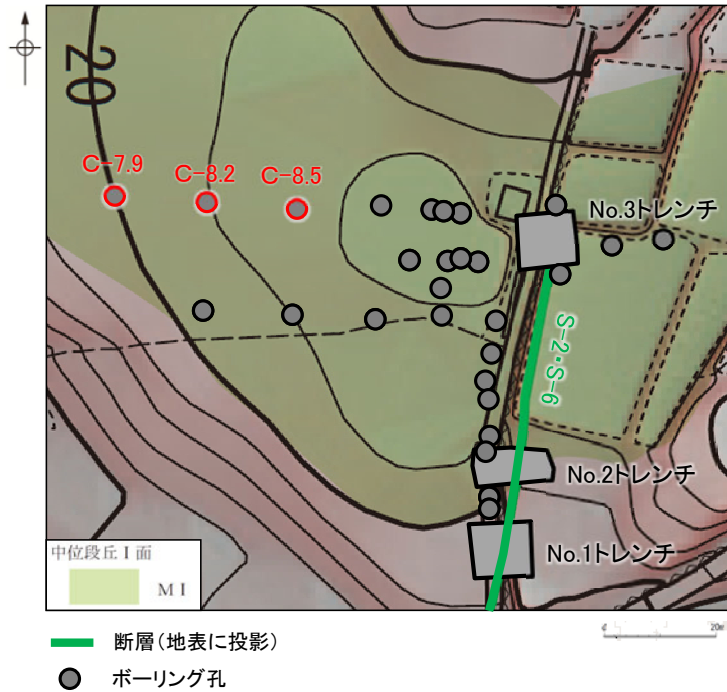 20
C-7.9
C-8.2
C-8.5
No.3トレンチ
S-2・S-6
No.2トレンチ
No.1トレンチ
中位段丘Ⅰ面
MⅠ
断層（地表に投影）
ボーリング孔
0 20m